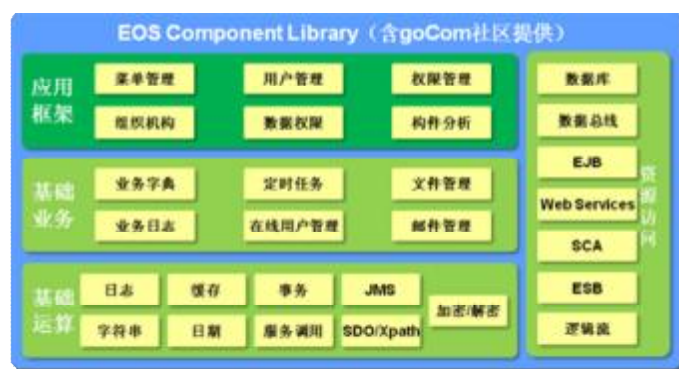 EOS Component Library（含goCom社区提供）
应用
框架
菜单管理
用户管理
权限管理
组织机构
数据权限
构件分析
基础
业务
业务字典
定时任务
文件管理
业务日志
在线用户管理
邮件管理
基础
运算
日志
缓存
事务
JMS
加密/解密
字符串
日期
服务调用
SDO/Xpath
数据库
数据总线
EJB
Web Services
SCA
ESB
逻辑流
资源访问